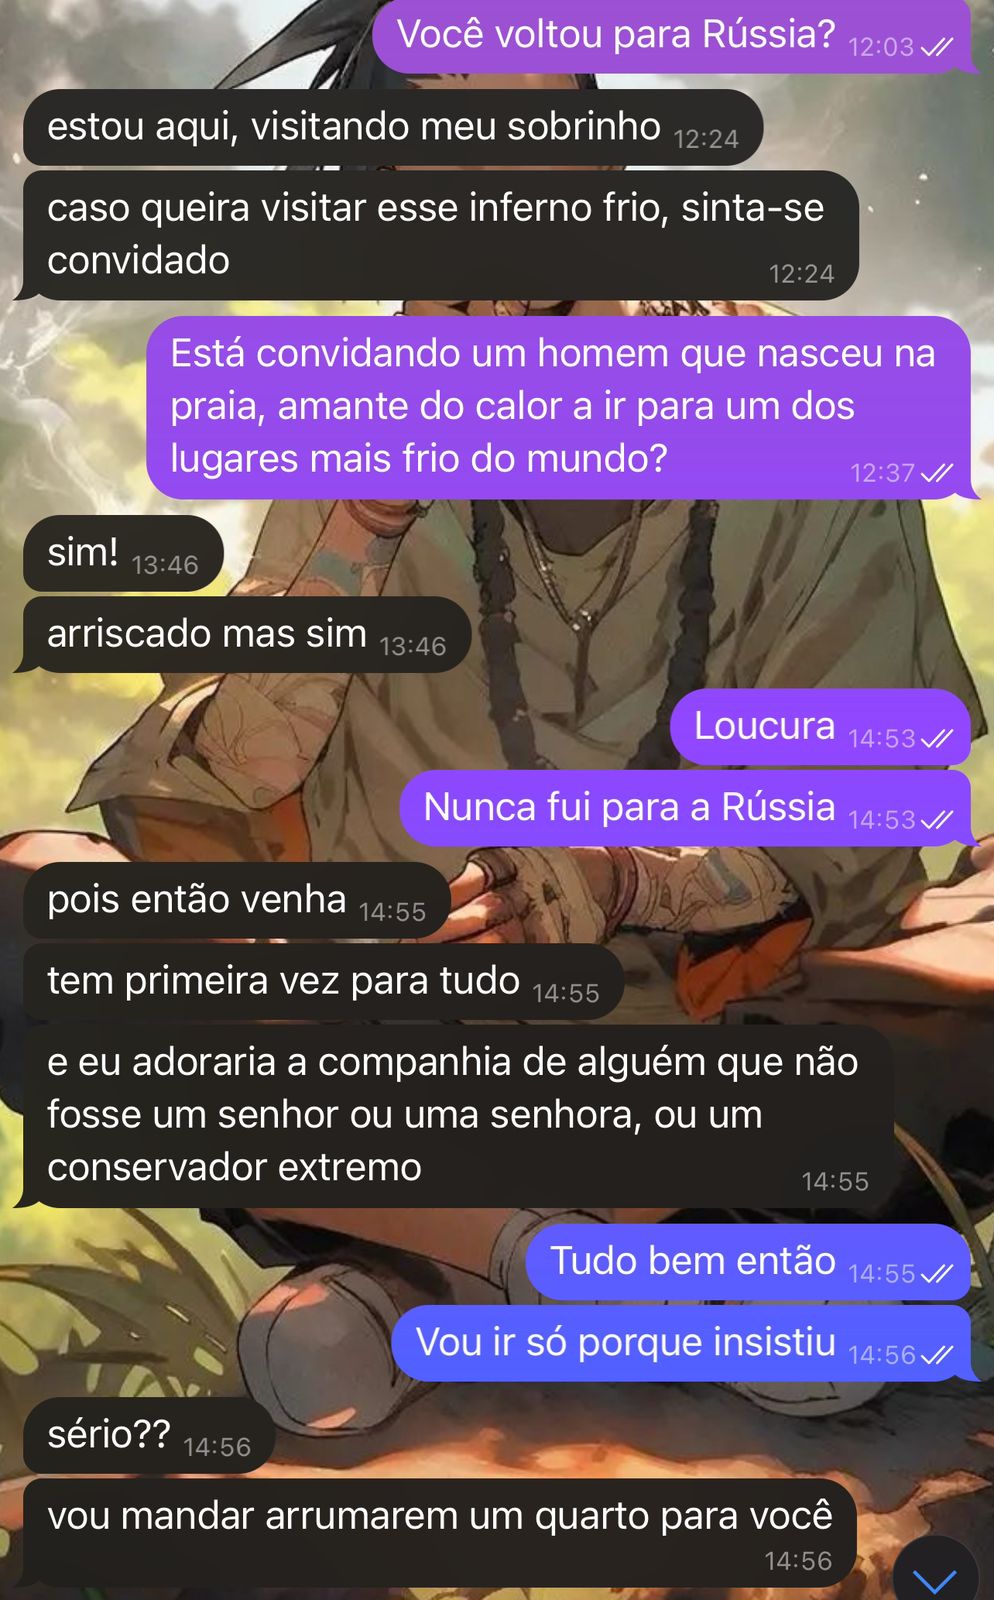 Você voltou para Rússia? 12:03
estou aqui, visitando meu sobrinho 12:24
caso queira visitar esse inferno frio, sinta-se
convidado 12:24
Está convidando um homem que nasceu na
praia, amante do calor a ir para um dos
lugares mais frio do mundo? 12:37
sim! 13:46
arriscado mas sim 13:46
Loucura 14:53
Nunca fui para a Rússia 14:53
pois então venha 14:55
tem primeira vez para tudo 14:55
e eu adoraria a companhia de alguém que não
fosse um senhor ou uma senhora, ou um
conservador extremo 14:55
Tudo bem então 14:55
Vou ir só porque insistiu 14:56
sério?? 14:56
vou mandar arrumarem um quarto para você
14:56